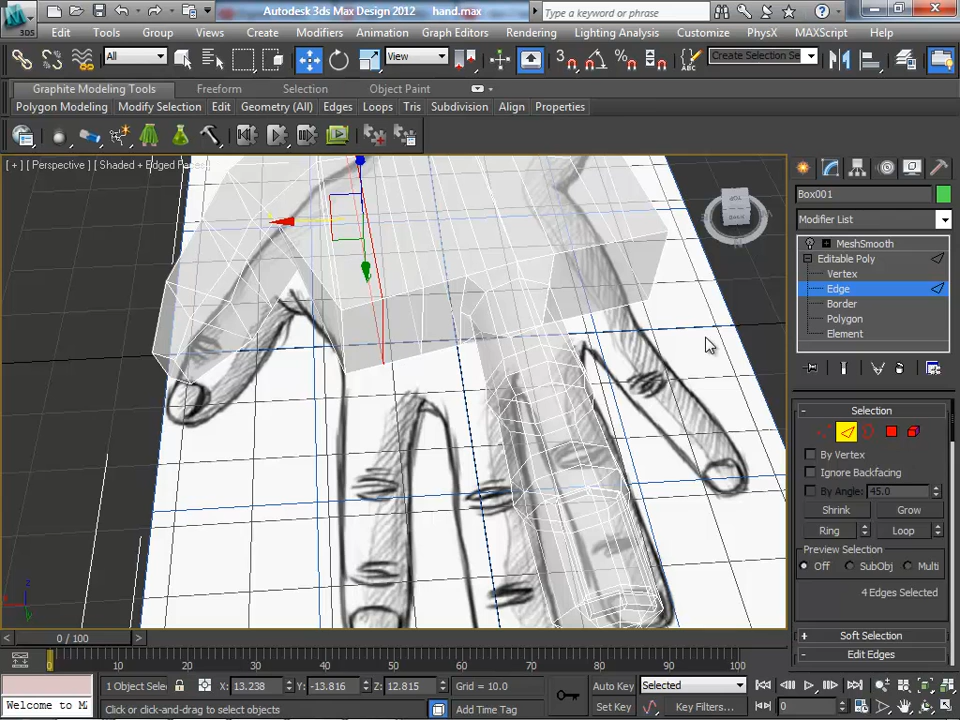 Autodesk 3ds Max Design 2012 hand.max
Type a keyword or phrase
3DS
Edit Tools Group Views Create Modifiers Animation Graph Editors Rendering Lighting Analysis Customize PhysX MAXScript Help
All View 3 Create Selection Se
Graphite Modeling Tools Freeform Selection Object Paint
Polygon Modeling Modify Selection Edit Geometry (All) Edges Loops Tris Subdivision Align Properties
[ + ] [ Perspective ] [ Shaded + Edged Faces ]
TOP
Box001
Modifier List
MeshSmooth
Editable Poly
Vertex
Edge
Border
Polygon
Element
Selection
By Vertex
Ignore Backfacing
By Angle: 45.0
Shrink Grow
Ring Loop
Preview Selection
Off SubObj Multi
4 Edges Selected
Soft Selection
Edit Edges
0 / 100
0 10 20 30 40 50 60 70 80 90 100
1 Object Sele X: 13.238 Y: -13.816 Z: 12.815 Grid = 10.0 Auto Key Selected
Welcome to M Click or click-and-drag to select objects Add Time Tag Set Key Key Filters... 0